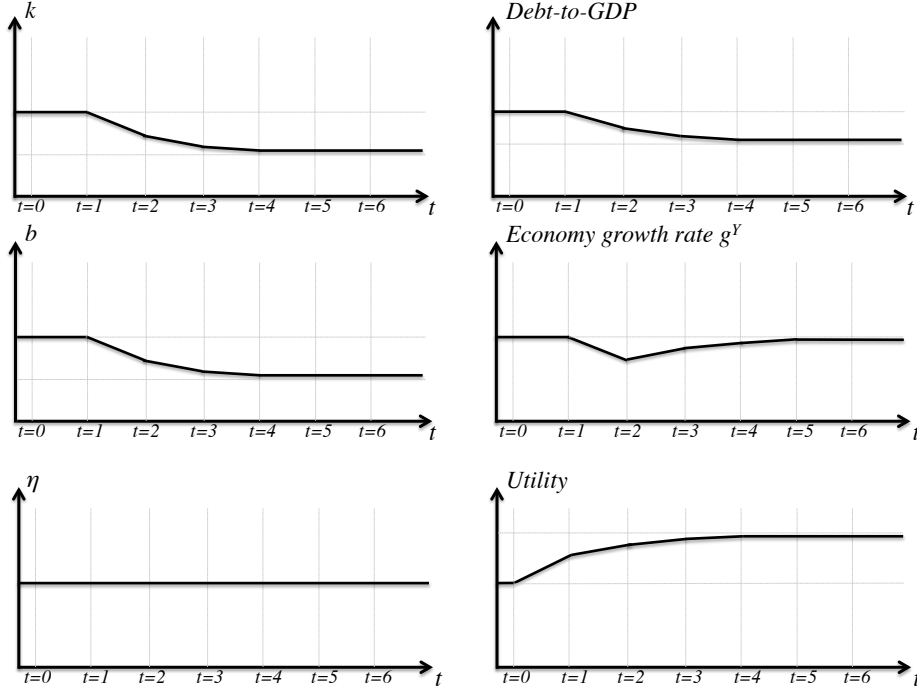 k
t=0 t=1 t=2 t=3 t=4 t=5 t=6 t
Debt-to-GDP
t=0 t=1 t=2 t=3 t=4 t=5 t=6 t
b
t=0 t=1 t=2 t=3 t=4 t=5 t=6 t
Economy growth rate gʸ
t=0 t=1 t=2 t=3 t=4 t=5 t=6 t
η
t=0 t=1 t=2 t=3 t=4 t=5 t=6 t
Utility
t=0 t=1 t=2 t=3 t=4 t=5 t=6 t